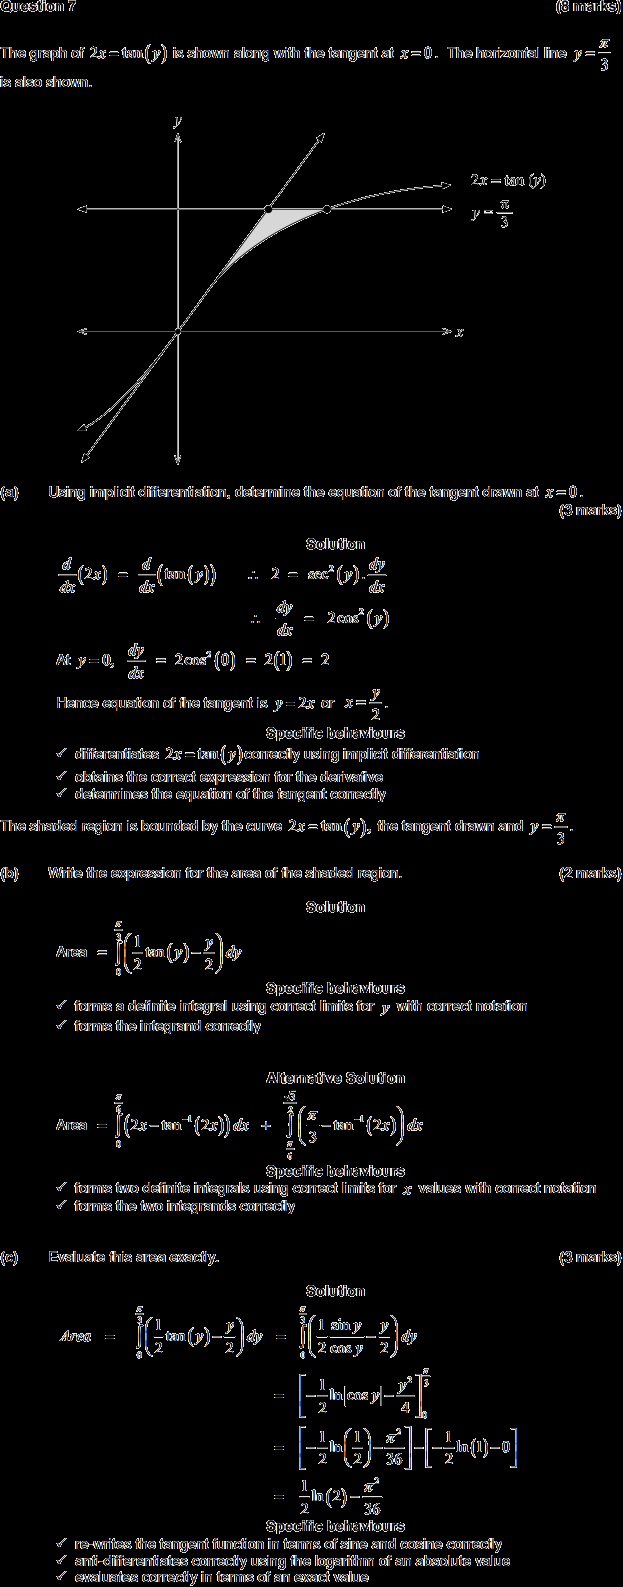 Question 7 (8 marks)
The graph of 2x = tan(y) is shown along with the tangent at x = 0. The horizontal line y = π/3
is also shown.
y
2x = tan(y)
y = π/3
x
(a) Using implicit differentiation, determine the equation of the tangent drawn at x = 0.
(3 marks)
Solution
d/dx(2x) = d/dx(tan(y)) ∴ 2 = sec²(y).dy/dx
∴ dy/dx = 2cos²(y)
At y = 0, dy/dx = 2cos²(0) = 2(1) = 2
Hence equation of the tangent is y = 2x or x = y/2.
Specific behaviours
✓ differentiates 2x = tan(y) correctly using implicit differentiation
✓ obtains the correct expression for the derivative
✓ determines the equation of the tangent correctly
The shaded region is bounded by the curve 2x = tan(y), the tangent drawn and y = π/3.
(b) Write the expression for the area of the shaded region. (2 marks)
Solution
Area = ∫₀^(π/3) (1/2 tan(y) − y/2) dy
Specific behaviours
✓ forms a definite integral using correct limits for y with correct notation
✓ forms the integrand correctly
Alternative Solution
Area = ∫₀^(π/6) (2x − tan⁻¹(2x)) dx + ∫_(π/6)^(√3/2) (π/3 − tan⁻¹(2x)) dx
Specific behaviours
✓ forms two definite integrals using correct limits for x values with correct notation
✓ forms the two integrands correctly
(c) Evaluate this area exactly. (3 marks)
Solution
Area = ∫₀^(π/3) (1/2 tan(y) − y/2) dy = ∫₀^(π/3) (1/2 sin y/cos y − y/2) dy
= [−1/2 ln|cos y| − y²/4]₀^(π/3)
= [−1/2 ln(1/2) − π²/36] − [−1/2 ln(1) − 0]
= 1/2 ln(2) − π²/36
Specific behaviours
✓ re-writes the tangent function in terms of sine and cosine correctly
✓ anti-differentiates correctly using the logarithm of an absolute value
✓ evaluates correctly in terms of an exact value